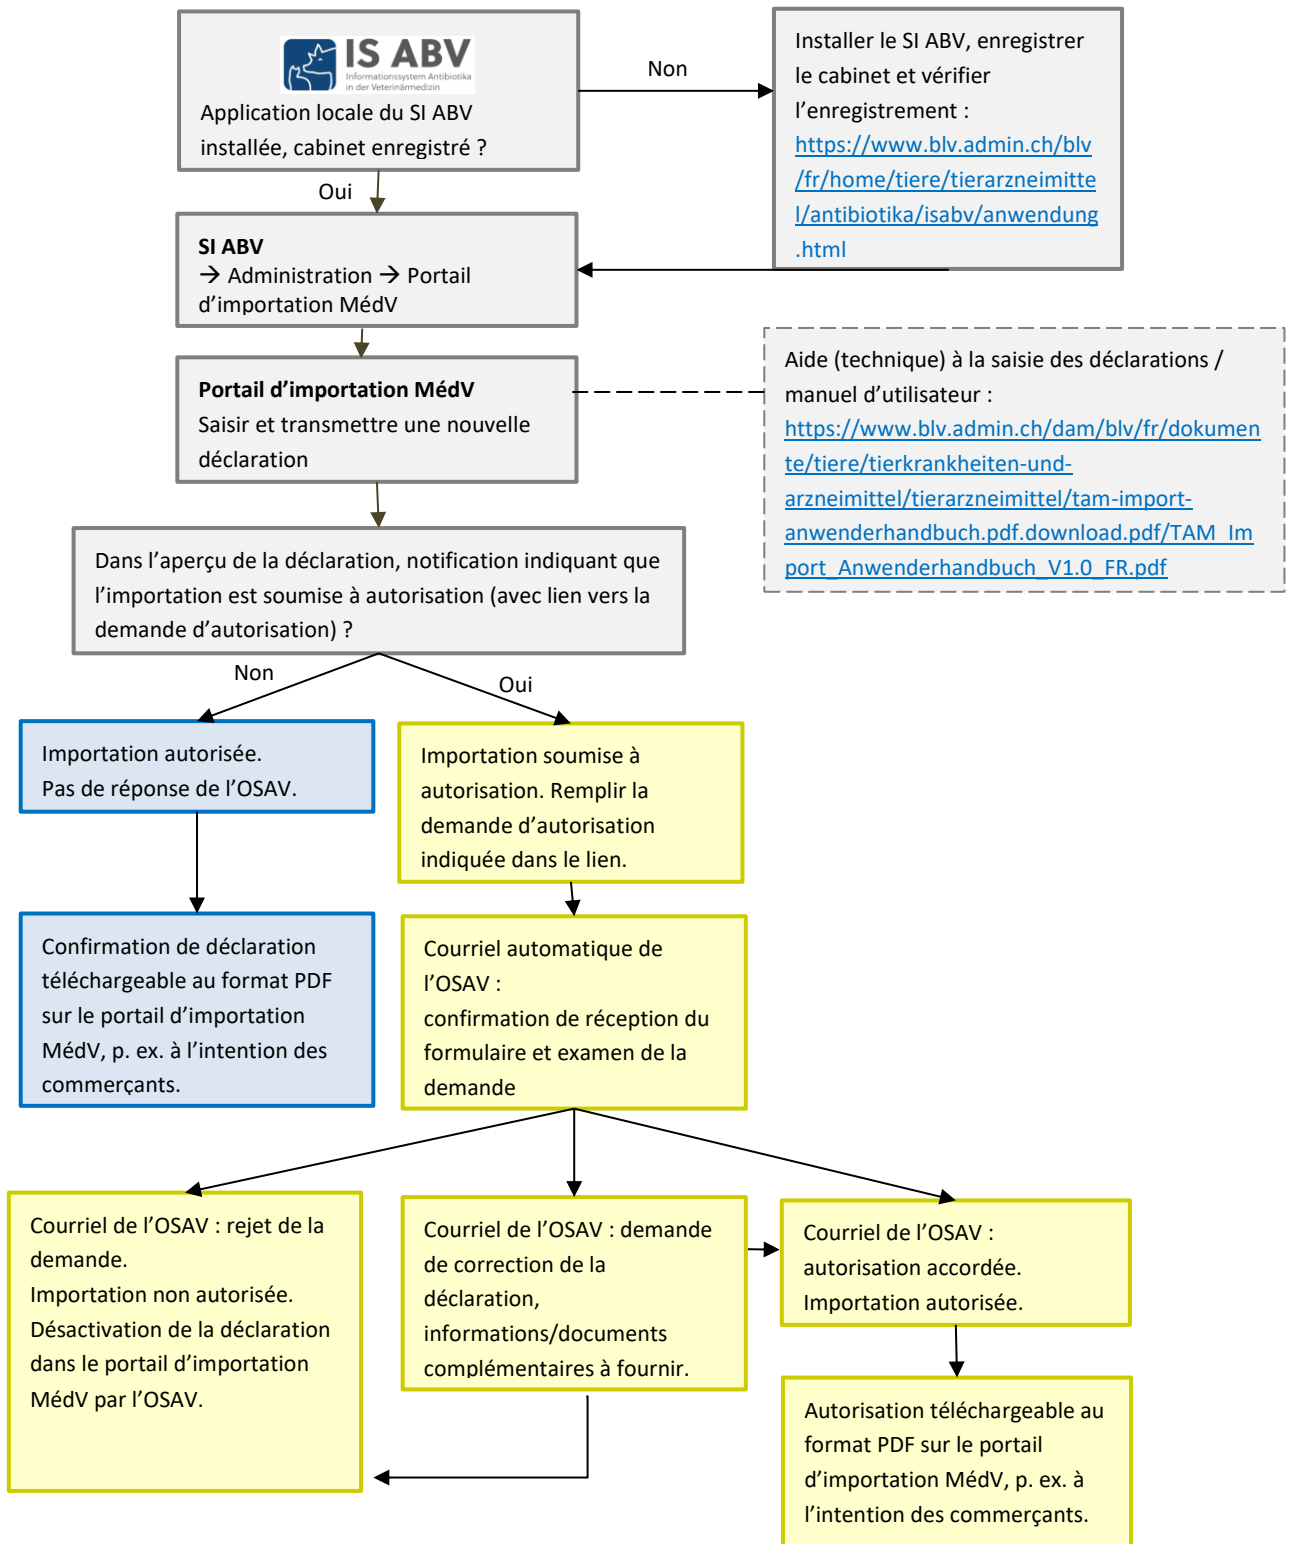 IS ABV
Informationssystem Antibiotika
in der Veterinärmedizin
Application locale du SI ABV
installée, cabinet enregistré ?
Non
Installer le SI ABV, enregistrer
le cabinet et vérifier
l’enregistrement :
https://www.blv.admin.ch/blv
/fr/home/tiere/tierarzneimitte
l/antibiotika/isabv/anwendung
.html
Oui
SI ABV
→ Administration → Portail
d’importation MédV
Portail d’importation MédV
Saisir et transmettre une nouvelle
déclaration
Aide (technique) à la saisie des déclarations /
manuel d’utilisateur :
https://www.blv.admin.ch/dam/blv/fr/dokumen
te/tiere/tierkrankheiten-und-
arzneimittel/tierarzneimittel/tam-import-
anwenderhandbuch.pdf.download.pdf/TAM_Im
port_Anwenderhandbuch_V1.0_FR.pdf
Dans l’aperçu de la déclaration, notification indiquant que
l’importation est soumise à autorisation (avec lien vers la
demande d’autorisation) ?
Non
Oui
Importation autorisée.
Pas de réponse de l’OSAV.
Importation soumise à
autorisation. Remplir la
demande d’autorisation
indiquée dans le lien.
Confirmation de déclaration
téléchargeable au format PDF
sur le portail d’importation
MédV, p. ex. à l’intention des
commerçants.
Courriel automatique de
l’OSAV :
confirmation de réception du
formulaire et examen de la
demande
Courriel de l’OSAV : rejet de la
demande.
Importation non autorisée.
Désactivation de la déclaration
dans le portail d’importation
MédV par l’OSAV.
Courriel de l’OSAV : demande
de correction de la
déclaration,
informations/documents
complémentaires à fournir.
Courriel de l’OSAV :
autorisation accordée.
Importation autorisée.
Autorisation téléchargeable au
format PDF sur le portail
d’importation MédV, p. ex. à
l’intention des commerçants.